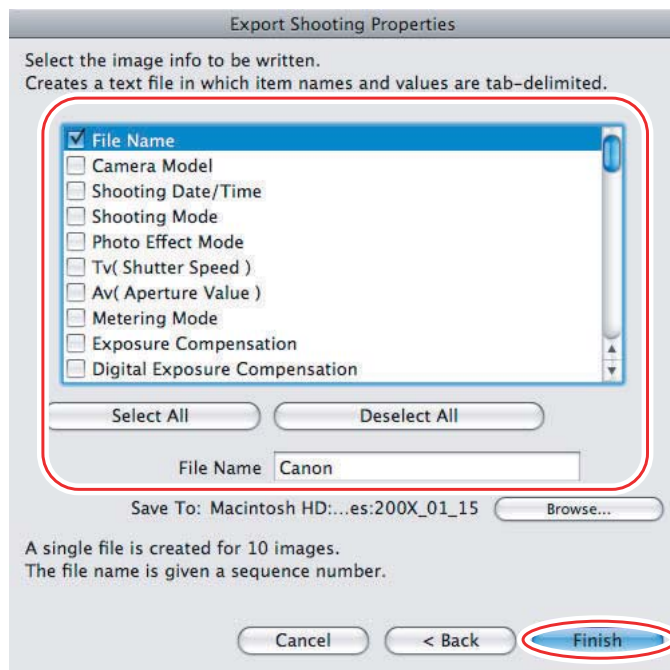 Export Shooting Properties
Select the image info to be written.
Creates a text file in which item names and values are tab-delimited.
File Name
Camera Model
Shooting Date/Time
Shooting Mode
Photo Effect Mode
Tv( Shutter Speed )
Av( Aperture Value )
Metering Mode
Exposure Compensation
Digital Exposure Compensation
Select All Deselect All
File Name Canon
Save To: Macintosh HD:...es:200X_01_15 Browse...
A single file is created for 10 images.
The file name is given a sequence number.
Cancel < Back Finish